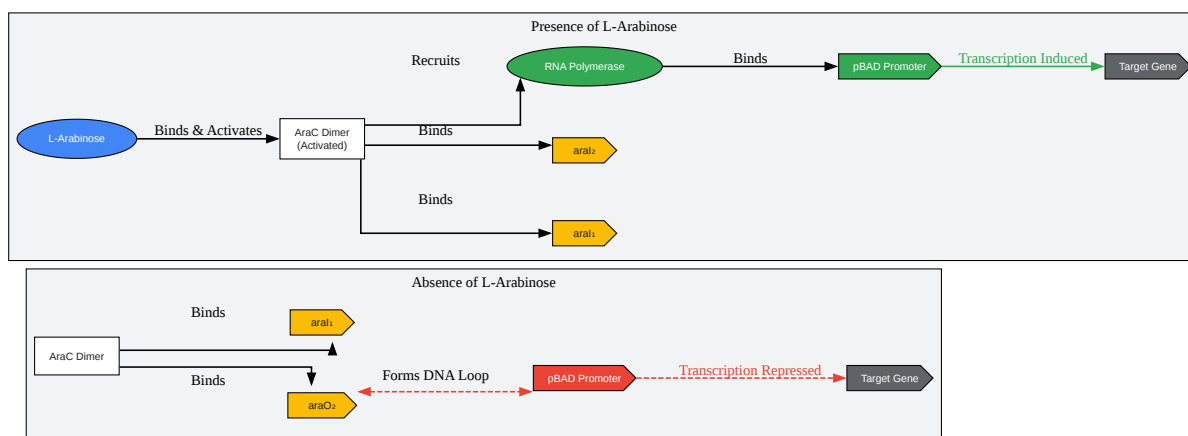 Presence of L-Arabinose
Recruits
RNA Polymerase
Binds
pBAD Promoter
Transcription Induced
Target Gene
L-Arabinose
Binds & Activates
AraC Dimer
(Activated)
Binds
araI₂
Binds
araI₁
Absence of L-Arabinose
Binds
araI₁
AraC Dimer
Binds
araO₂
Forms DNA Loop
pBAD Promoter
Transcription Repressed
Target Gene